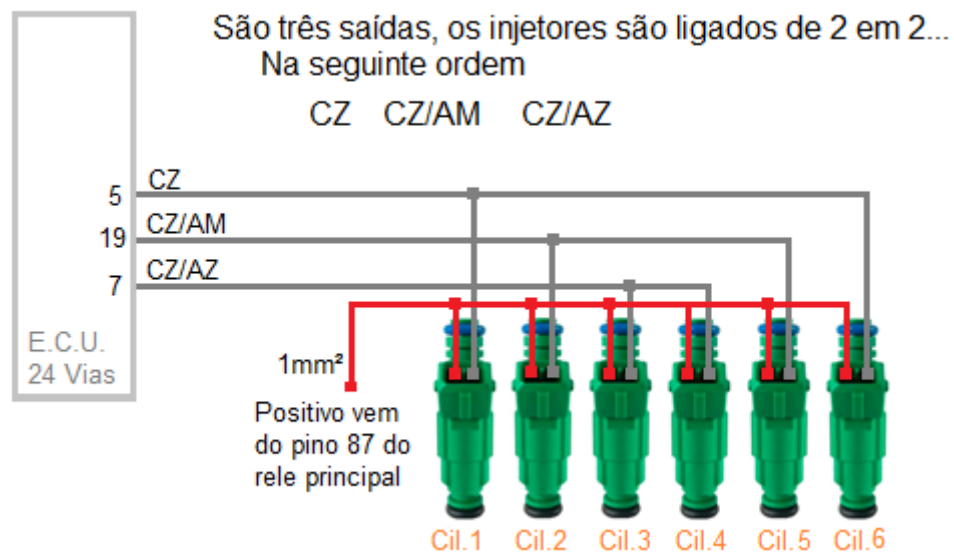 São três saídas, os injetores são ligados de 2 em 2...
Na seguinte ordem
CZ CZ/AM CZ/AZ
5 CZ
19 CZ/AM
7 CZ/AZ
E.C.U.
24 Vias
1mm²
Positivo vem
do pino 87 do
rele principal
Cil.1 Cil.2 Cil.3 Cil.4 Cil.5 Cil.6